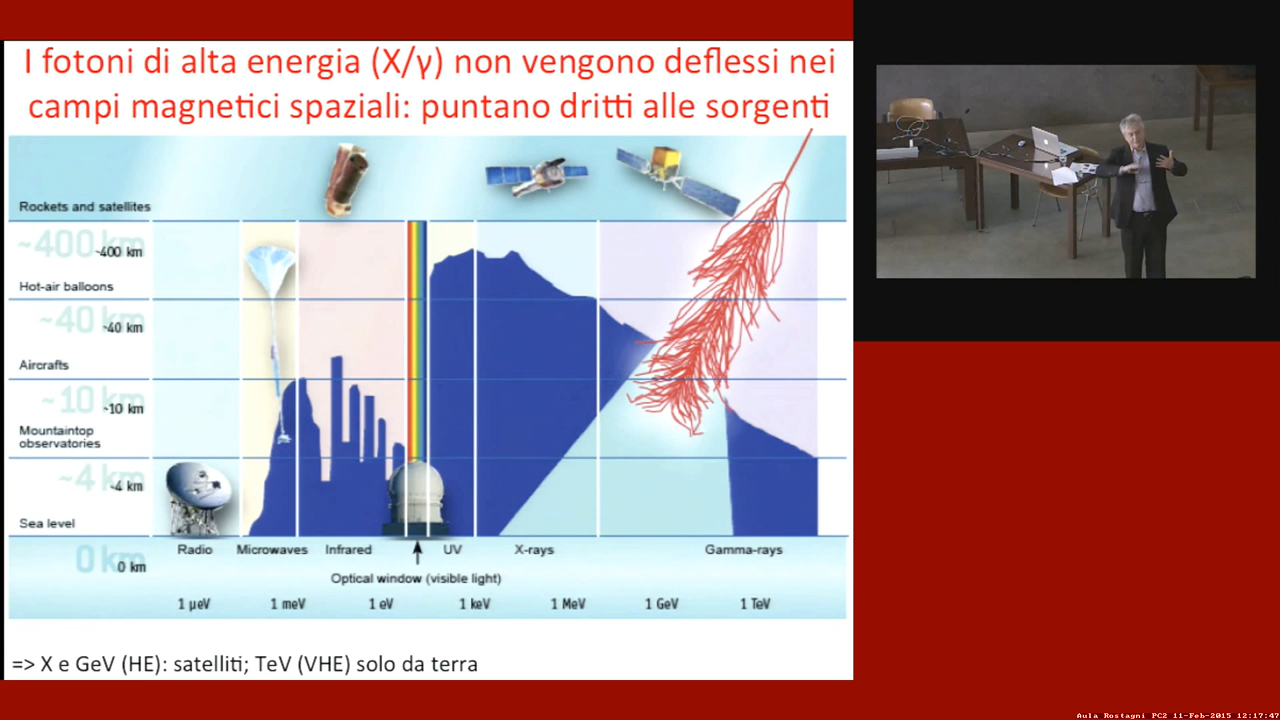 I fotoni di alta energia (X/γ) non vengono deflessi nei
campi magnetici spaziali: puntano dritti alle sorgenti
Rockets and satellites
~400 km
~400 km
Hot-air balloons
~40 km
~40 km
Aircrafts
~10 km
~10 km
Mountaintop
observatories
~4 km
~4 km
Sea level
0 km
0 km
Radio Microwaves Infrared UV X-rays Gamma-rays
Optical window (visible light)
1 μeV 1 meV 1 eV 1 keV 1 MeV 1 GeV 1 TeV
=> X e GeV (HE): satelliti; TeV (VHE) solo da terra
Aula Rostagni PC2 11-Feb-2015 12:17:47